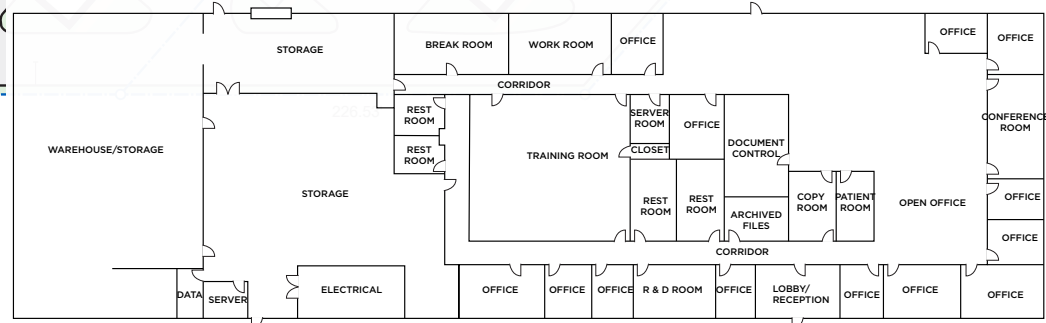 STORAGE
BREAK ROOM
WORK ROOM
OFFICE
OFFICE
OFFICE
CORRIDOR
REST
ROOM
SERVER
ROOM
OFFICE
CONFERENCE
ROOM
WAREHOUSE/STORAGE
REST
ROOM
TRAINING ROOM
CLOSET
DOCUMENT
CONTROL
STORAGE
REST
ROOM
REST
ROOM
ARCHIVED
FILES
COPY
ROOM
PATIENT
ROOM
OPEN OFFICE
OFFICE
OFFICE
CORRIDOR
DATA
SERVER
ELECTRICAL
OFFICE
OFFICE
OFFICE
R & D ROOM
OFFICE
LOBBY/
RECEPTION
OFFICE
OFFICE
OFFICE